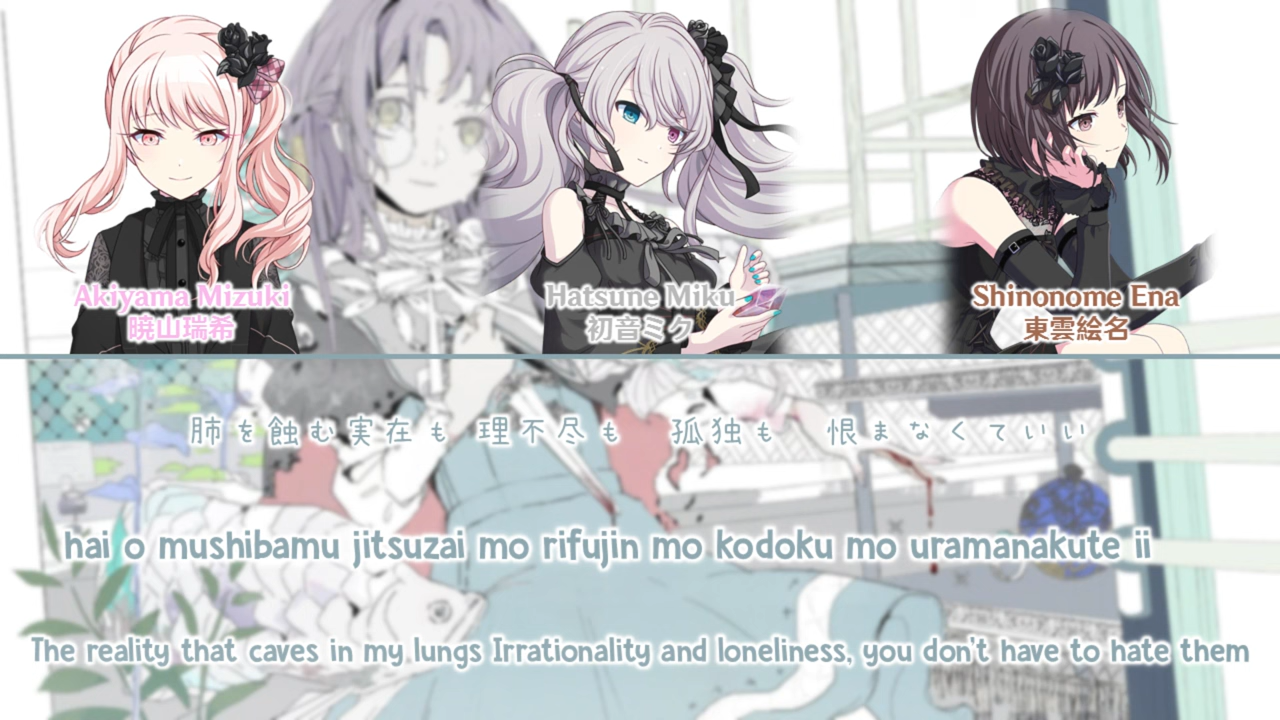 Akiyama Mizuki
暁山瑞希
Hatsune Miku
初音ミク
Shinonome Ena
東雲絵名
肺を蝕む実在も 理不尽も 孤独も 恨まなくていい
hai o mushibamu jitsuzai mo rifujin mo kodoku mo uramanakute ii
The reality that caves in my lungs Irrationality and loneliness, you don't have to hate them